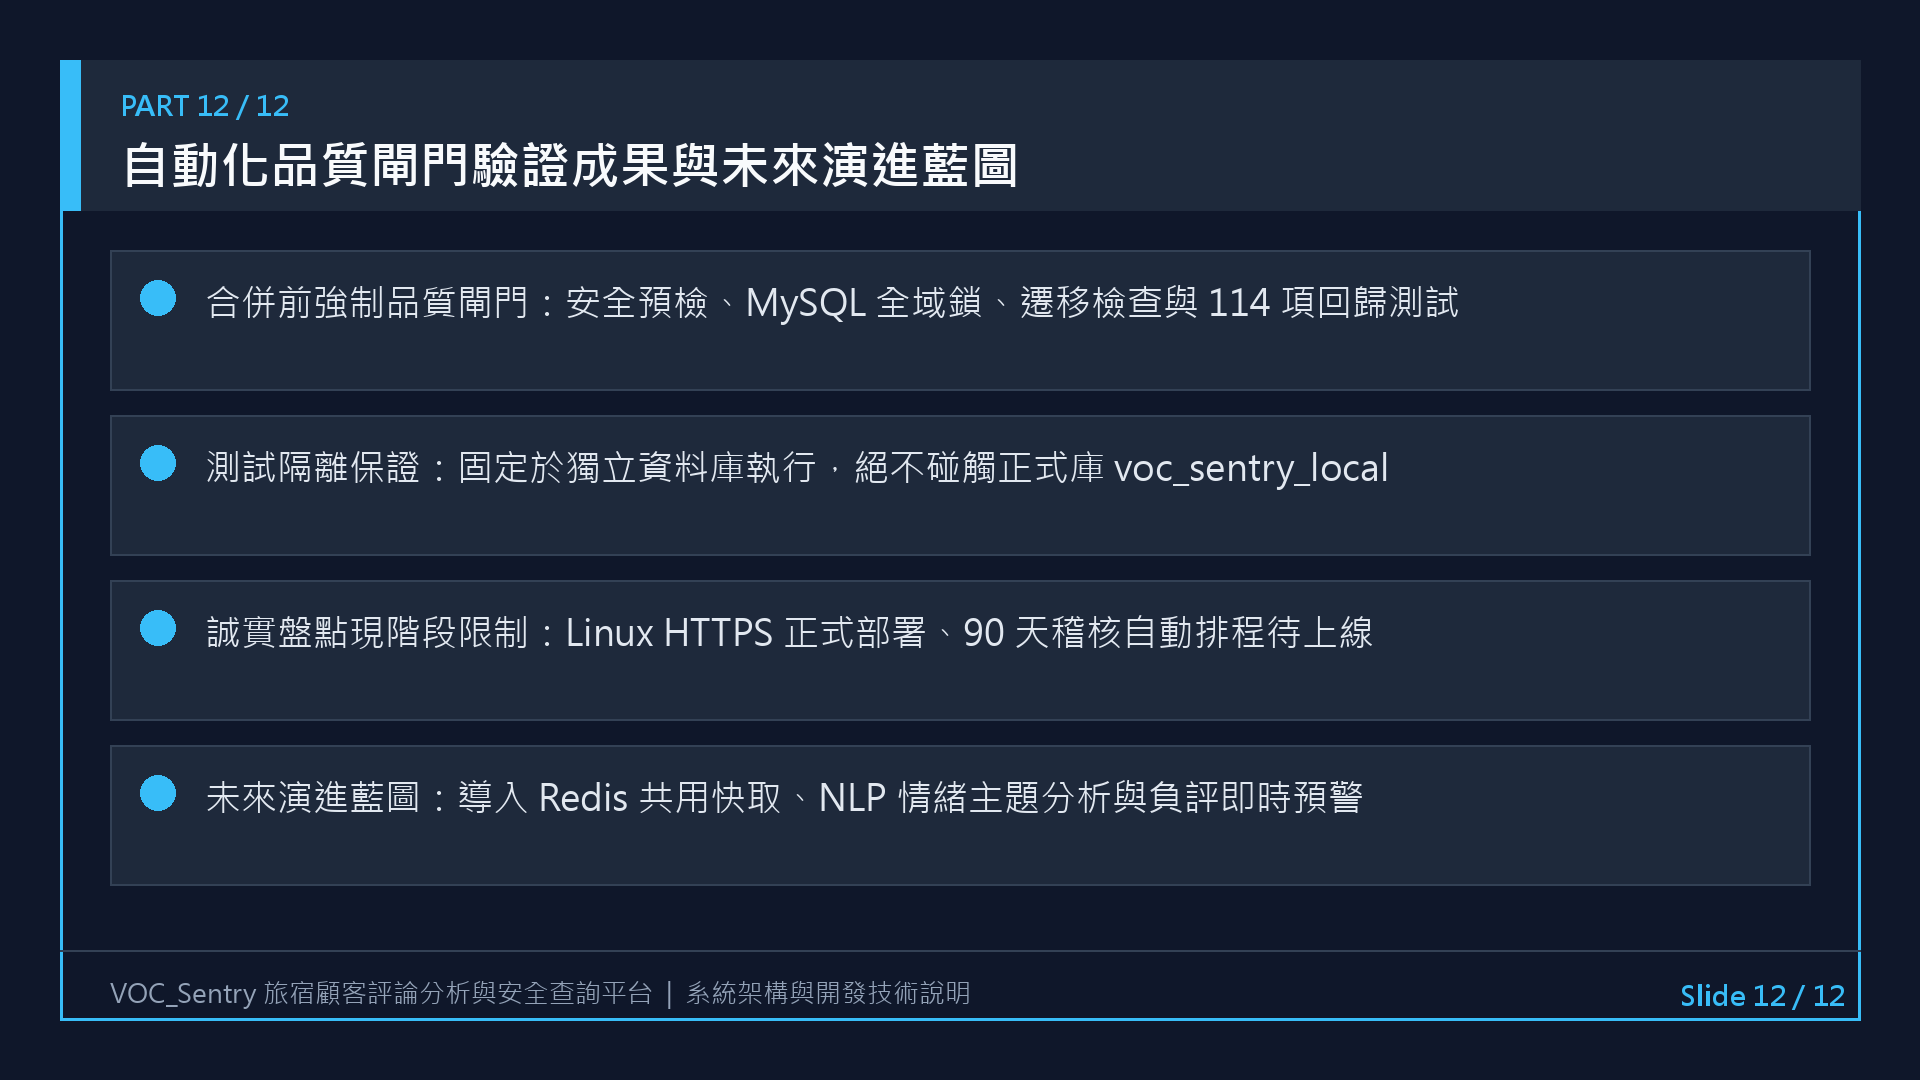 PART 12 / 12
自動化品質閘門驗證成果與未來演進藍圖
合併前強制品質閘門：安全預檢、MySQL 全域鎖、遷移檢查與 114 項回歸測試
測試隔離保證：固定於獨立資料庫執行，絕不碰觸正式庫 voc_sentry_local
誠實盤點現階段限制：Linux HTTPS 正式部署、90 天稽核自動排程待上線
未來演進藍圖：導入 Redis 共用快取、NLP 情緒主題分析與負評即時預警
VOC_Sentry 旅宿顧客評論分析與安全查詢平台 | 系統架構與開發技術說明
Slide 12 / 12